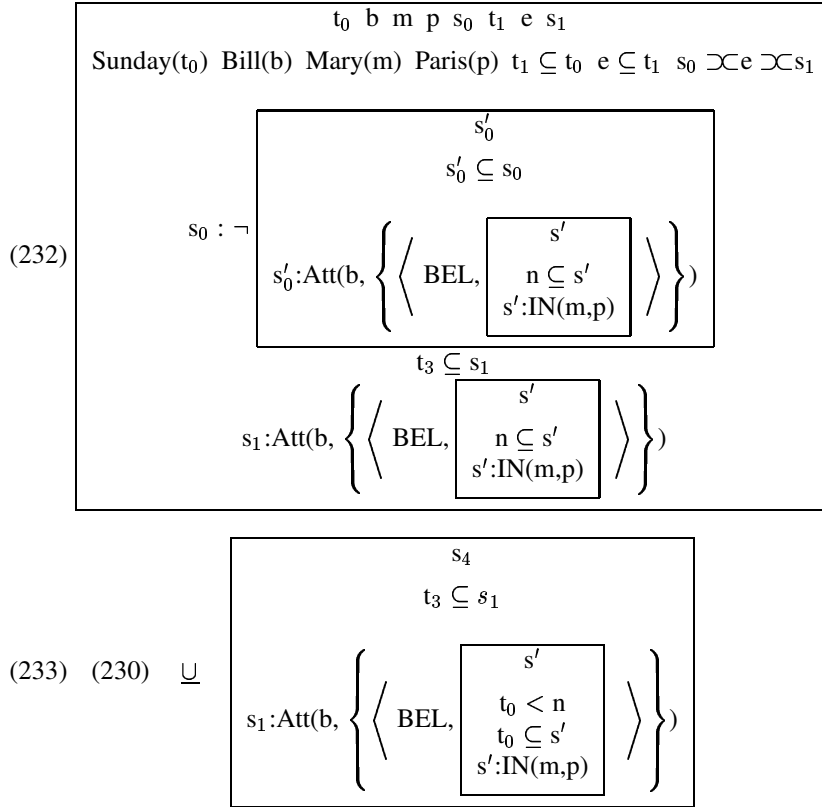 t₀ b m p s₀ t₁ e s₁
Sunday(t₀) Bill(b) Mary(m) Paris(p) t₁ ⊆ t₀ e ⊆ t₁ s₀ ⊃⊂ e ⊃⊂ s₁
s′₀
s′₀ ⊆ s₀
(232)
s₀ : ¬
s′
s′₀:Att(b, { ⟨ BEL, n ⊆ s′ ⟩ })
s′:IN(m,p)
t₃ ⊆ s₁
s′
s₁:Att(b, { ⟨ BEL, n ⊆ s′ ⟩ })
s′:IN(m,p)
s₄
t₃ ⊆ s₁
(233) (230) ∪
s′
t₀ < n
s₁:Att(b, { ⟨ BEL, t₀ ⊆ s′ ⟩ })
s′:IN(m,p)